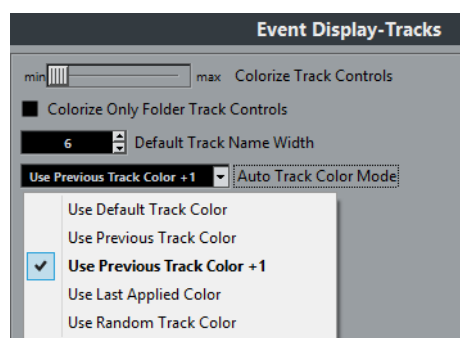 Event Display-Tracks
min max Colorize Track Controls
Colorize Only Folder Track Controls
6 Default Track Name Width
Use Previous Track Color +1 Auto Track Color Mode
Use Default Track Color
Use Previous Track Color
Use Previous Track Color +1
Use Last Applied Color
Use Random Track Color